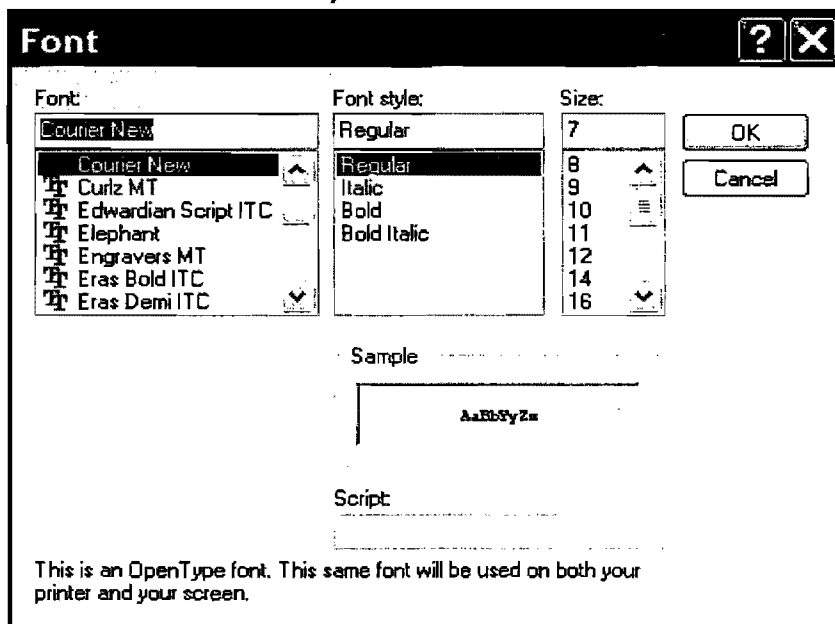 Font
Font: Font style: Size:
Courier New Regular 7 OK
Courier New Regular 8
Curlz MT Italic 9 Cancel
Edwardian Script ITC Bold 10
Elephant Bold Italic 11
Engravers MT 12
Eras Bold ITC 14
Eras Demi ITC 16
Sample
AaBbYyZz
Script:
This is an OpenType font. This same font will be used on both your
printer and your screen.